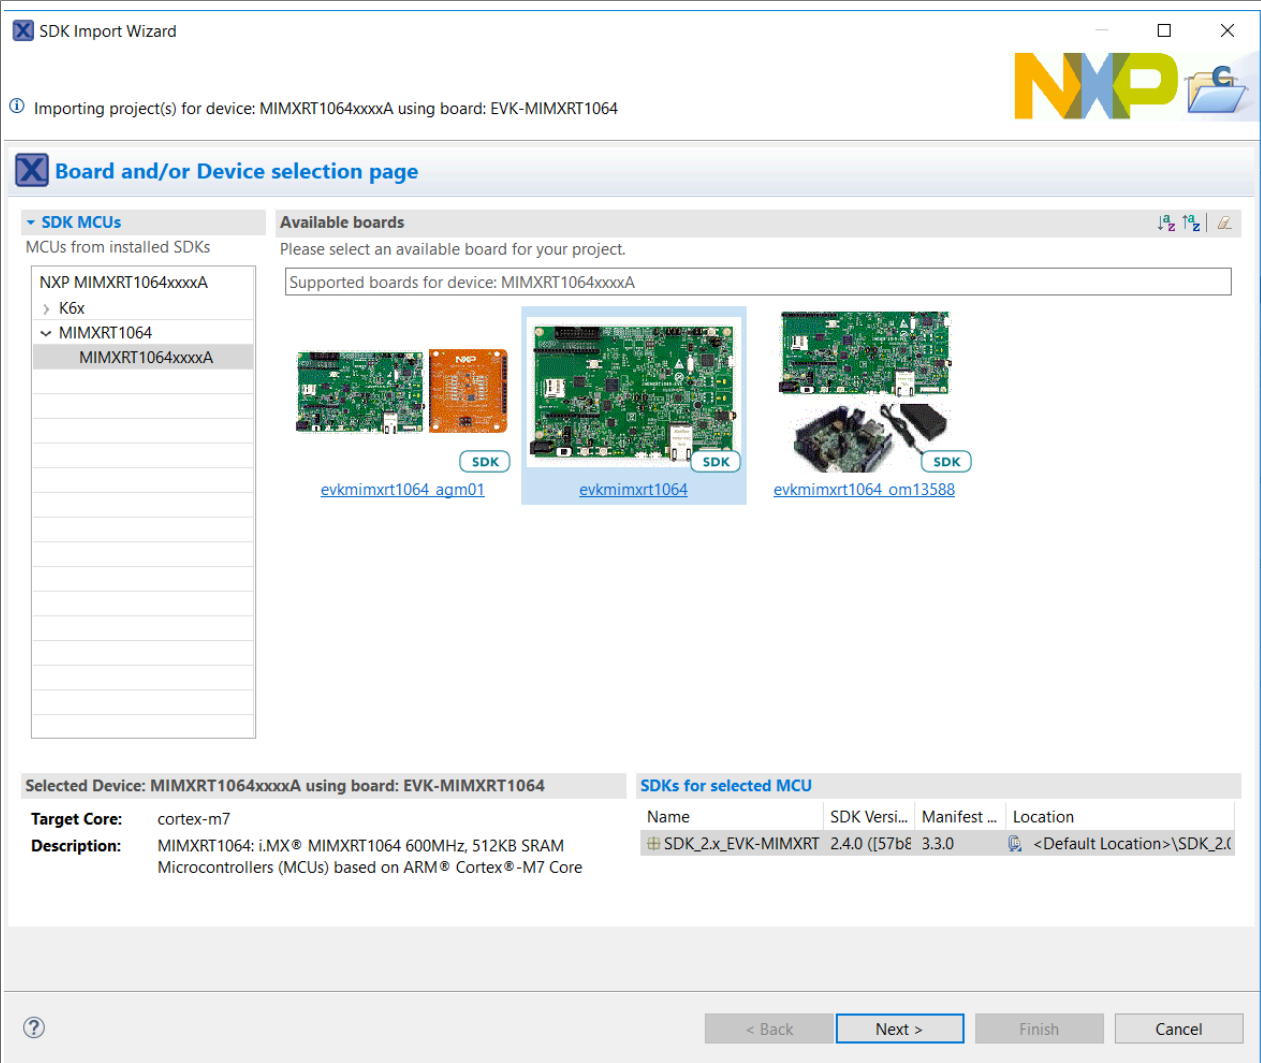 SDK Import Wizard
NXP
Importing project(s) for device: MIMXRT1064xxxxA using board: EVK-MIMXRT1064
Board and/or Device selection page
SDK MCUs
MCUs from installed SDKs
NXP MIMXRT1064xxxxA
K6x
MIMXRT1064
MIMXRT1064xxxxA
Available boards
Please select an available board for your project.
Supported boards for device: MIMXRT1064xxxxA
NXP
SDK
evkmimxrt1064_agm01
SDK
evkmimxrt1064
SDK
evkmimxrt1064_om13588
Selected Device: MIMXRT1064xxxxA using board: EVK-MIMXRT1064
Target Core: cortex-m7
Description: MIMXRT1064: i.MX® MIMXRT1064 600MHz, 512KB SRAM
Microcontrollers (MCUs) based on ARM® Cortex®-M7 Core
SDKs for selected MCU
Name SDK Versi... Manifest ... Location
SDK_2.x_EVK-MIMXRT 2.4.0 ([57b8 3.3.0 <Default Location>\SDK_2.(
< Back Next > Finish Cancel